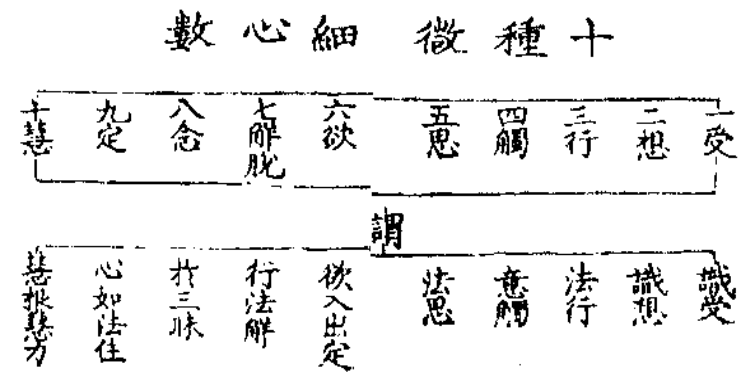 十種微細心數
一受
二想
三行
四觸
五思
六欲
七解脫
八念
九定
十慧
謂
識受
識想
法行
意觸
法思
欲入出定
行法解
於三昧
心如法住
慧根慧力